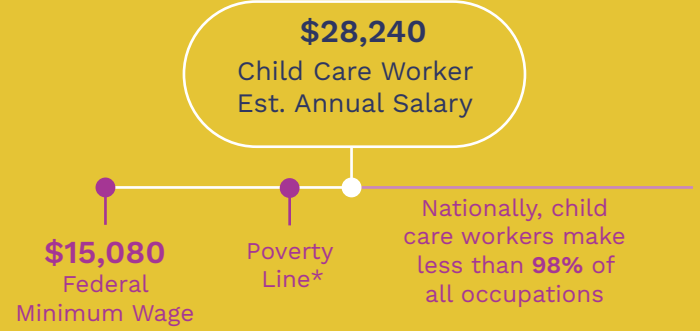 $28,240
Child Care Worker
Est. Annual Salary
$15,080
Federal
Minimum Wage
Poverty
Line*
Nationally, child
care workers make
less than 98% of
all occupations